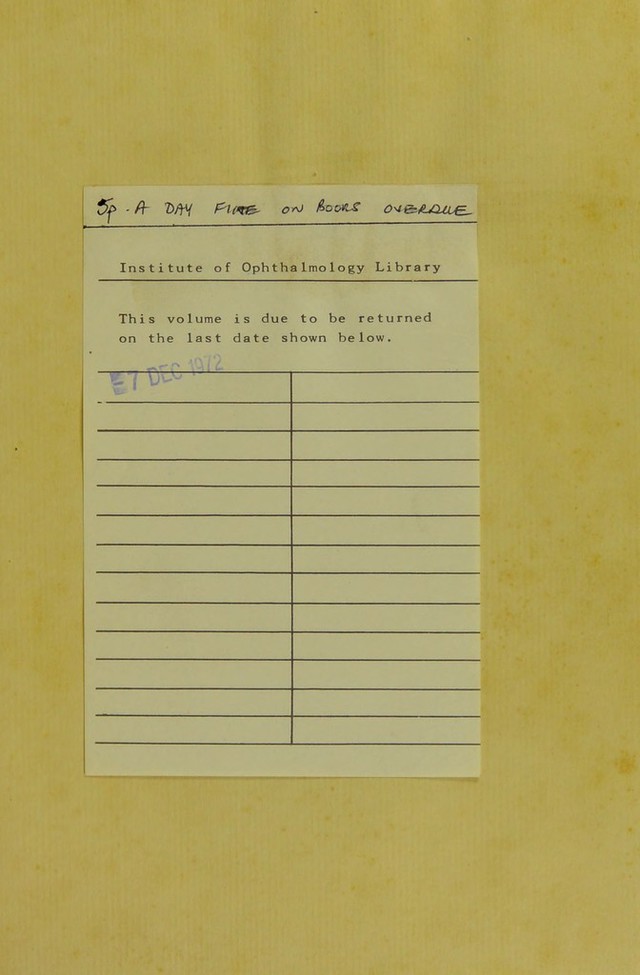 5p - A DAY FINE ON BOOKS OVERDUE
Institute of Ophthalmology Library
This volume is due to be returned
on the last date shown below.
7 DEC 1972